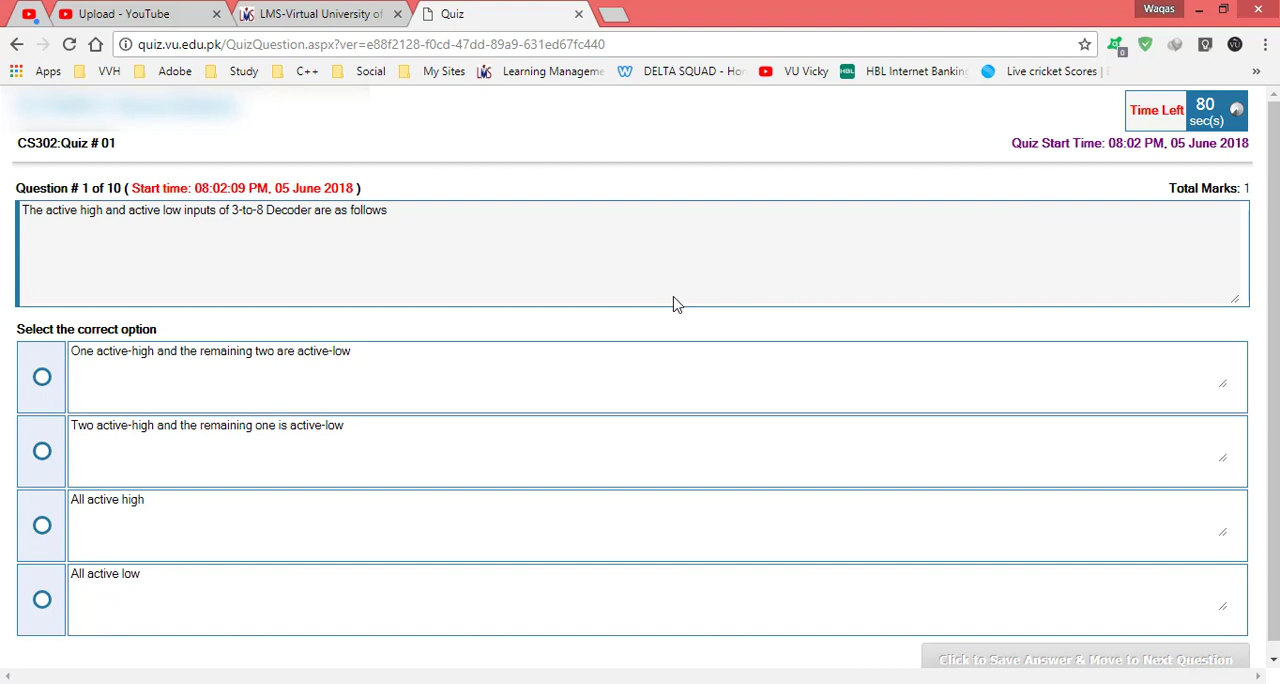 Waqas
Upload - YouTube
LMS-Virtual University of
Quiz
quiz.vu.edu.pk/QuizQuestion.aspx?ver=e88f2128-f0cd-47dd-89a9-631ed67fc440
0
VU
Apps
VVH
Adobe
Study
C++
Social
My Sites
Learning Manageme
DELTA SQUAD - Hor
VU Vicky
HBL
HBL Internet Banking
Live cricket Scores |
»
Time Left 80 sec(s)
CS302:Quiz # 01
Quiz Start Time: 08:02 PM, 05 June 2018
Question # 1 of 10 ( Start time: 08:02:09 PM, 05 June 2018 )
Total Marks: 1
The active high and active low inputs of 3-to-8 Decoder are as follows
Select the correct option
One active-high and the remaining two are active-low
Two active-high and the remaining one is active-low
All active high
All active low
Click to Save Answer & Move to Next Question